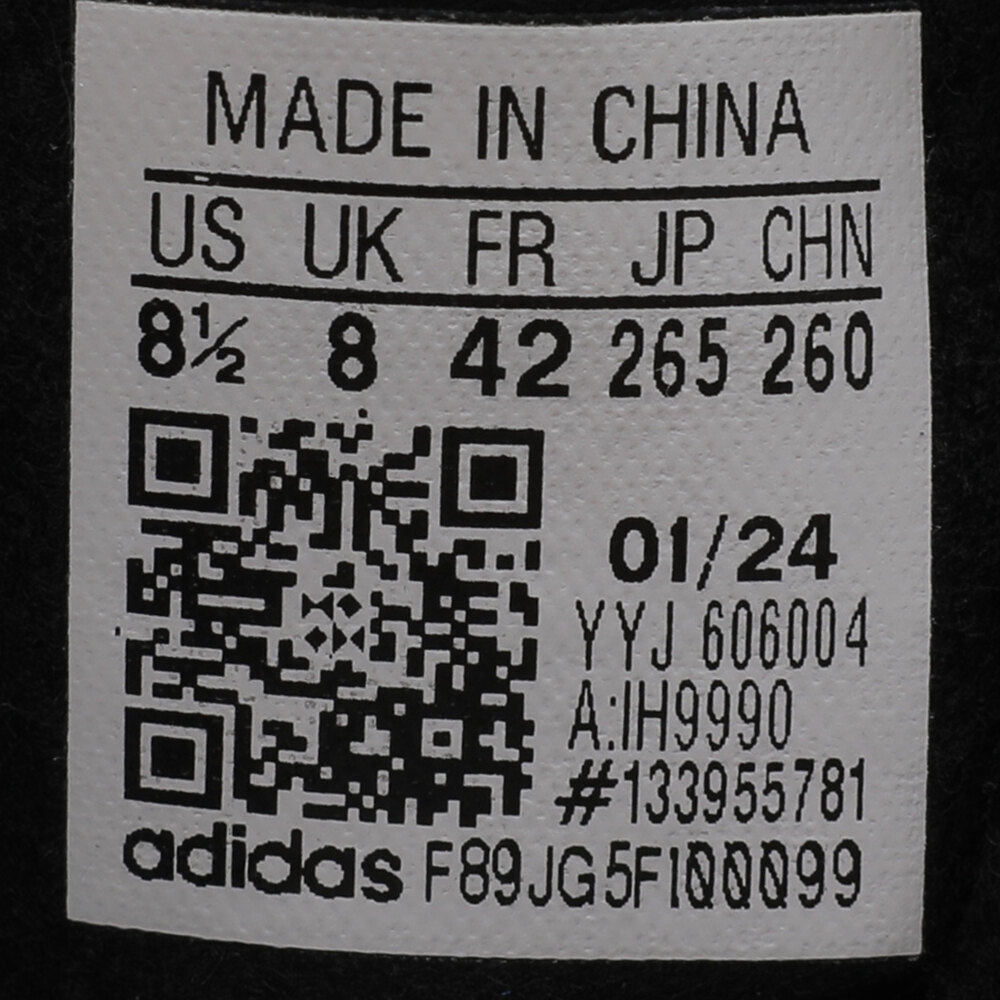 MADE IN CHINA
US UK FR JP CHN
8½ 8 42 265 260
01/24
YYJ 606004
A:IH9990
#133955781
adidas F89JG5F100099